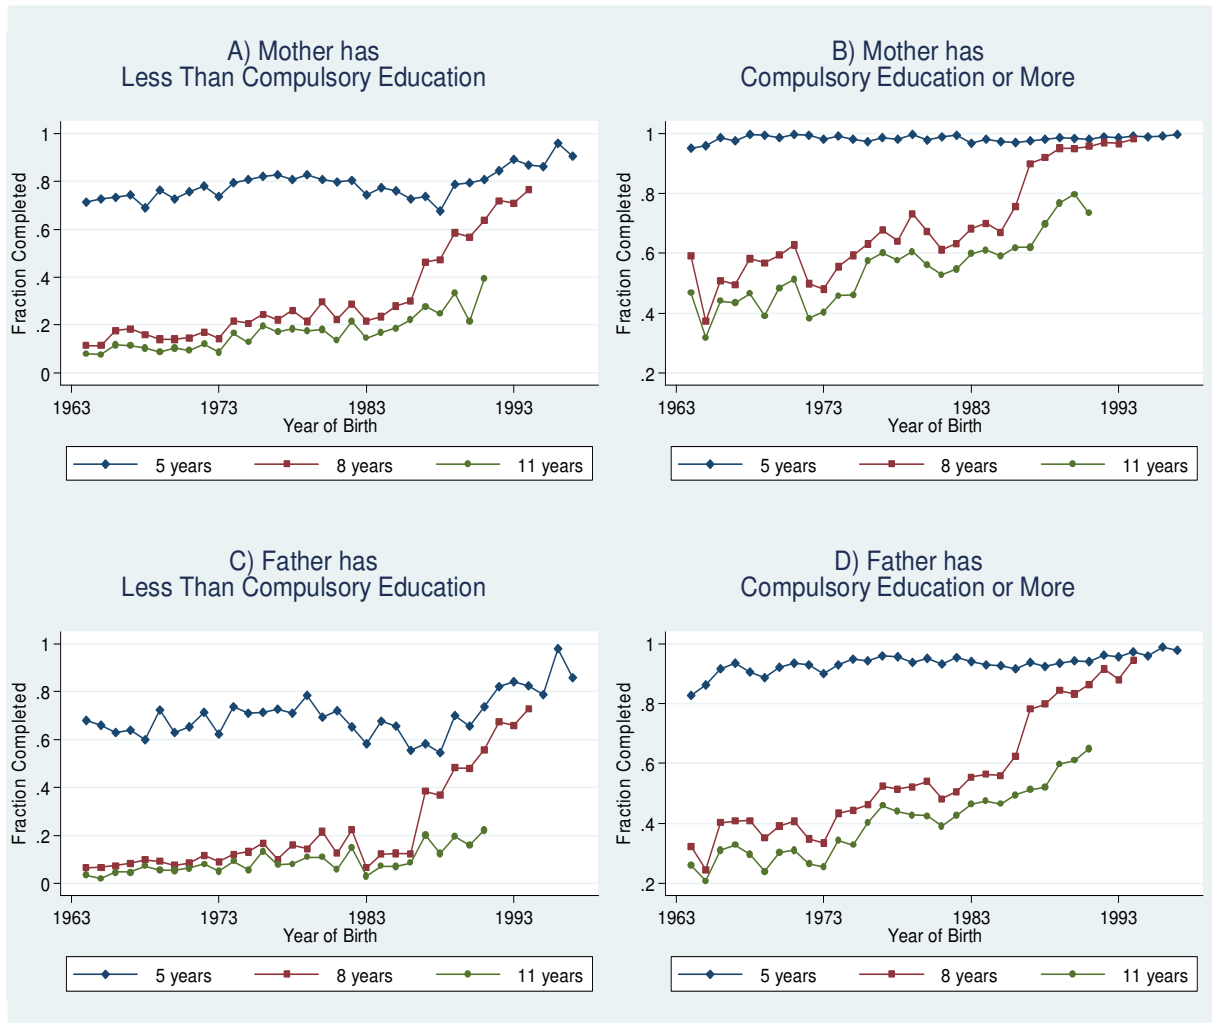 A) Mother has
Less Than Compulsory Education
Fraction Completed
1
.8
.6
.4
.2
0
1963 1973 1983 1993
Year of Birth
5 years 8 years 11 years
B) Mother has
Compulsory Education or More
Fraction Completed
1
.8
.6
.4
.2
1963 1973 1983 1993
Year of Birth
5 years 8 years 11 years
C) Father has
Less Than Compulsory Education
Fraction Completed
1
.8
.6
.4
.2
0
1963 1973 1983 1993
Year of Birth
5 years 8 years 11 years
D) Father has
Compulsory Education or More
Fraction Completed
1
.8
.6
.4
.2
1963 1973 1983 1993
Year of Birth
5 years 8 years 11 years